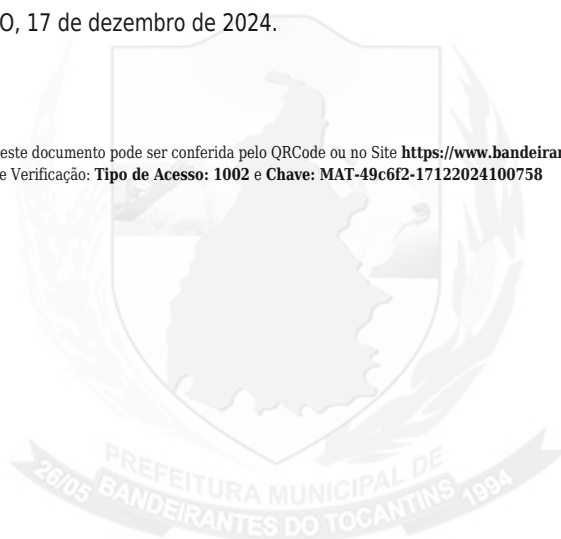 O, 17 de dezembro de 2024.
este documento pode ser conferida pelo QRCode ou no Site https://www.bandeiran
e Verificação: Tipo de Acesso: 1002 e Chave: MAT-49c6f2-17122024100758
PREFEITURA MUNICIPAL DE
26/05 BANDEIRANTES DO TOCANTINS 1994